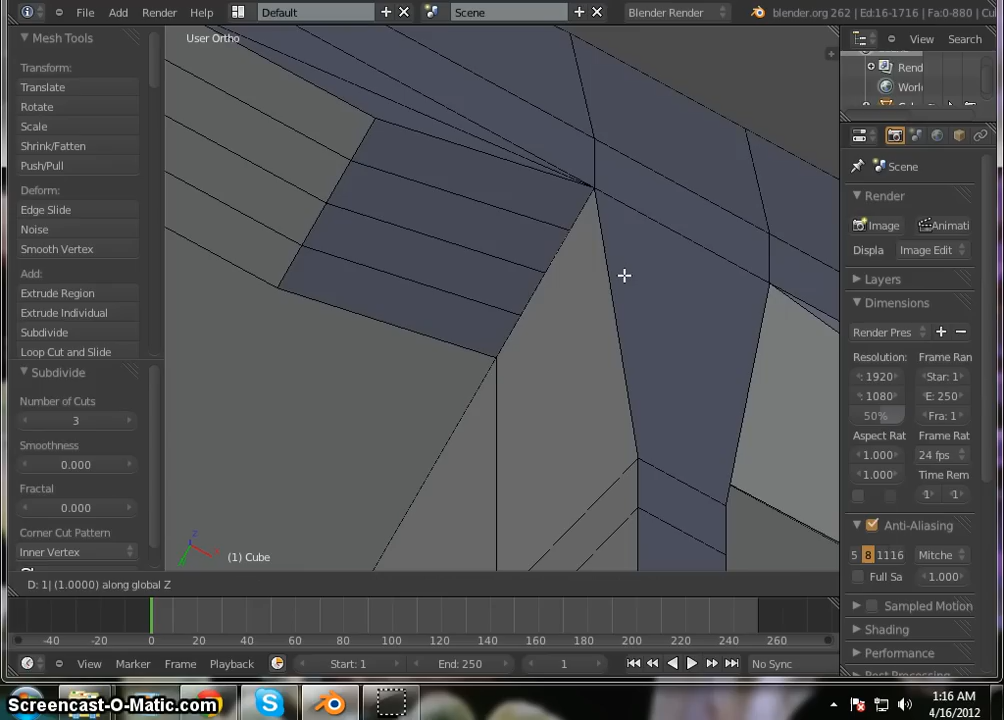 File Add Render Help Default Scene Blender Render blender.org 262 | Ed:16-1716 | Fa:0-880 | Cu
Mesh Tools
Transform:
Translate
Rotate
Scale
Shrink/Fatten
Push/Pull
Deform:
Edge Slide
Noise
Smooth Vertex
Add:
Extrude Region
Extrude Individual
Subdivide
Loop Cut and Slide
Subdivide
Number of Cuts
3
Smoothness
0.000
Fractal
0.000
Corner Cut Pattern
Inner Vertex
User Ortho
(1) Cube
D: 1| (1.0000) along global Z
View Search
Rend
Worl
Scene
Render
Image Animati
Displa Image Edit
Layers
Dimensions
Render Pres
Resolution: Frame Ran
1920 Star: 1
1080 E: 250
50% Fra: 1
Aspect Rat Frame Rat
1.000 24 fps
1.000 Time Rem
1 1
Anti-Aliasing
5 8 11 16 Mitche
Full Sa 1.000
Sampled Motion
Shading
Performance
-40 -20 0 20 40 60 80 100 120 140 160 180 200 220 240 260
View Marker Frame Playback Start: 1 End: 250 1 No Sync
Screencast-O-Matic.com
1:16 AM
4/16/2012